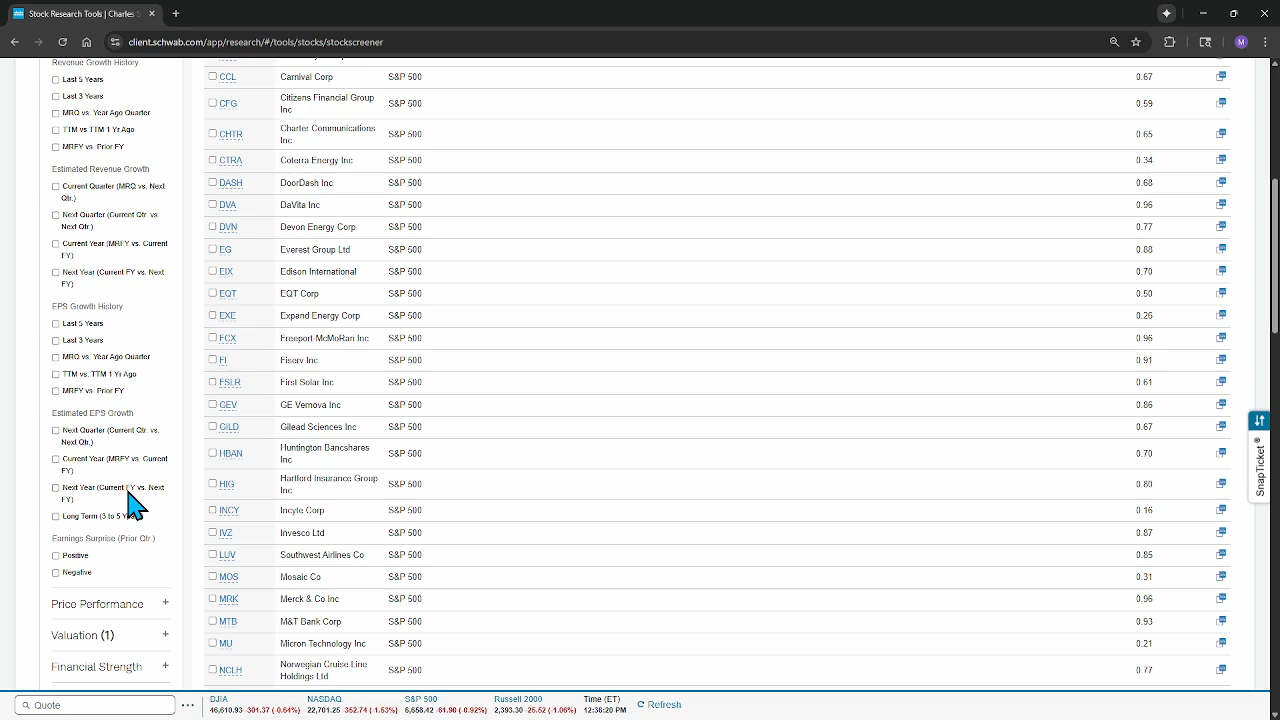 Stock Research Tools | Charles S
client.schwab.com/app/research/#/tools/stocks/stockscreener
M
Revenue Growth History
Last 5 Years
Last 3 Years
MRQ vs. Year Ago Quarter
TTM vs TTM 1 Yr Ago
MRFY vs. Prior FY
Estimated Revenue Growth
Current Quarter (MRQ vs. Next
Qtr.)
Next Quarter (Current Qtr. vs.
Next Qtr.)
Current Year (MRFY vs. Current
FY)
Next Year (Current FY vs. Next
FY)
EPS Growth History
Last 5 Years
Last 3 Years
MRQ vs. Year Ago Quarter
TTM vs. TTM 1 Yr Ago
MRFY vs. Prior FY
Estimated EPS Growth
Next Quarter (Current Qtr. vs.
Next Qtr.)
Current Year (MRFY vs. Current
FY)
Next Year (Current FY vs. Next
FY)
Long Term (3 to 5
Earnings Surprise (Prior Qtr.)
Positive
Negative
Price Performance +
Valuation (1) +
Financial Strength +
CCL Carnival Corp S&P 500 0.67
CFG Citizens Financial Group
Inc S&P 500 0.59
CHTR Charter Communications
Inc S&P 500 0.65
CTRA Coterra Energy Inc S&P 500 0.34
DASH DoorDash Inc S&P 500 0.68
DVA DaVita Inc S&P 500 0.96
DVN Devon Energy Corp S&P 500 0.77
EG Everest Group Ltd S&P 500 0.88
EIX Edison International S&P 500 0.70
EQT EQT Corp S&P 500 0.50
EXE Expand Energy Corp S&P 500 0.26
FCX Freeport-McMoRan Inc S&P 500 0.96
FI Fiserv Inc S&P 500 0.91
FSLR First Solar Inc S&P 500 0.61
GEV GE Vernova Inc S&P 500 0.86
GILD Gilead Sciences Inc S&P 500 0.67
HBAN Huntington Bancshares
Inc S&P 500 0.70
HIG Hartford Insurance Group
Inc S&P 500 0.80
INCY Incyte Corp S&P 500 0.16
IVZ Invesco Ltd S&P 500 0.87
LUV Southwest Airlines Co S&P 500 0.85
MOS Mosaic Co S&P 500 0.31
MRK Merck & Co Inc S&P 500 0.96
MTB M&T Bank Corp S&P 500 0.93
MU Micron Technology Inc S&P 500 0.21
NCLH Norwegian Cruise Line
Holdings Ltd S&P 500 0.77
SnapTicket®
Quote
DJIA NASDAQ S&P 500 Russell 2000 Time (ET)
46,610.93 -301.37 (-0.64%) 22,701.25 -352.74 (-1.53%) 6,658.42 -61.90 (-0.92%) 2,393.30 -25.52 (-1.06%) 12:36:20 PM
Refresh